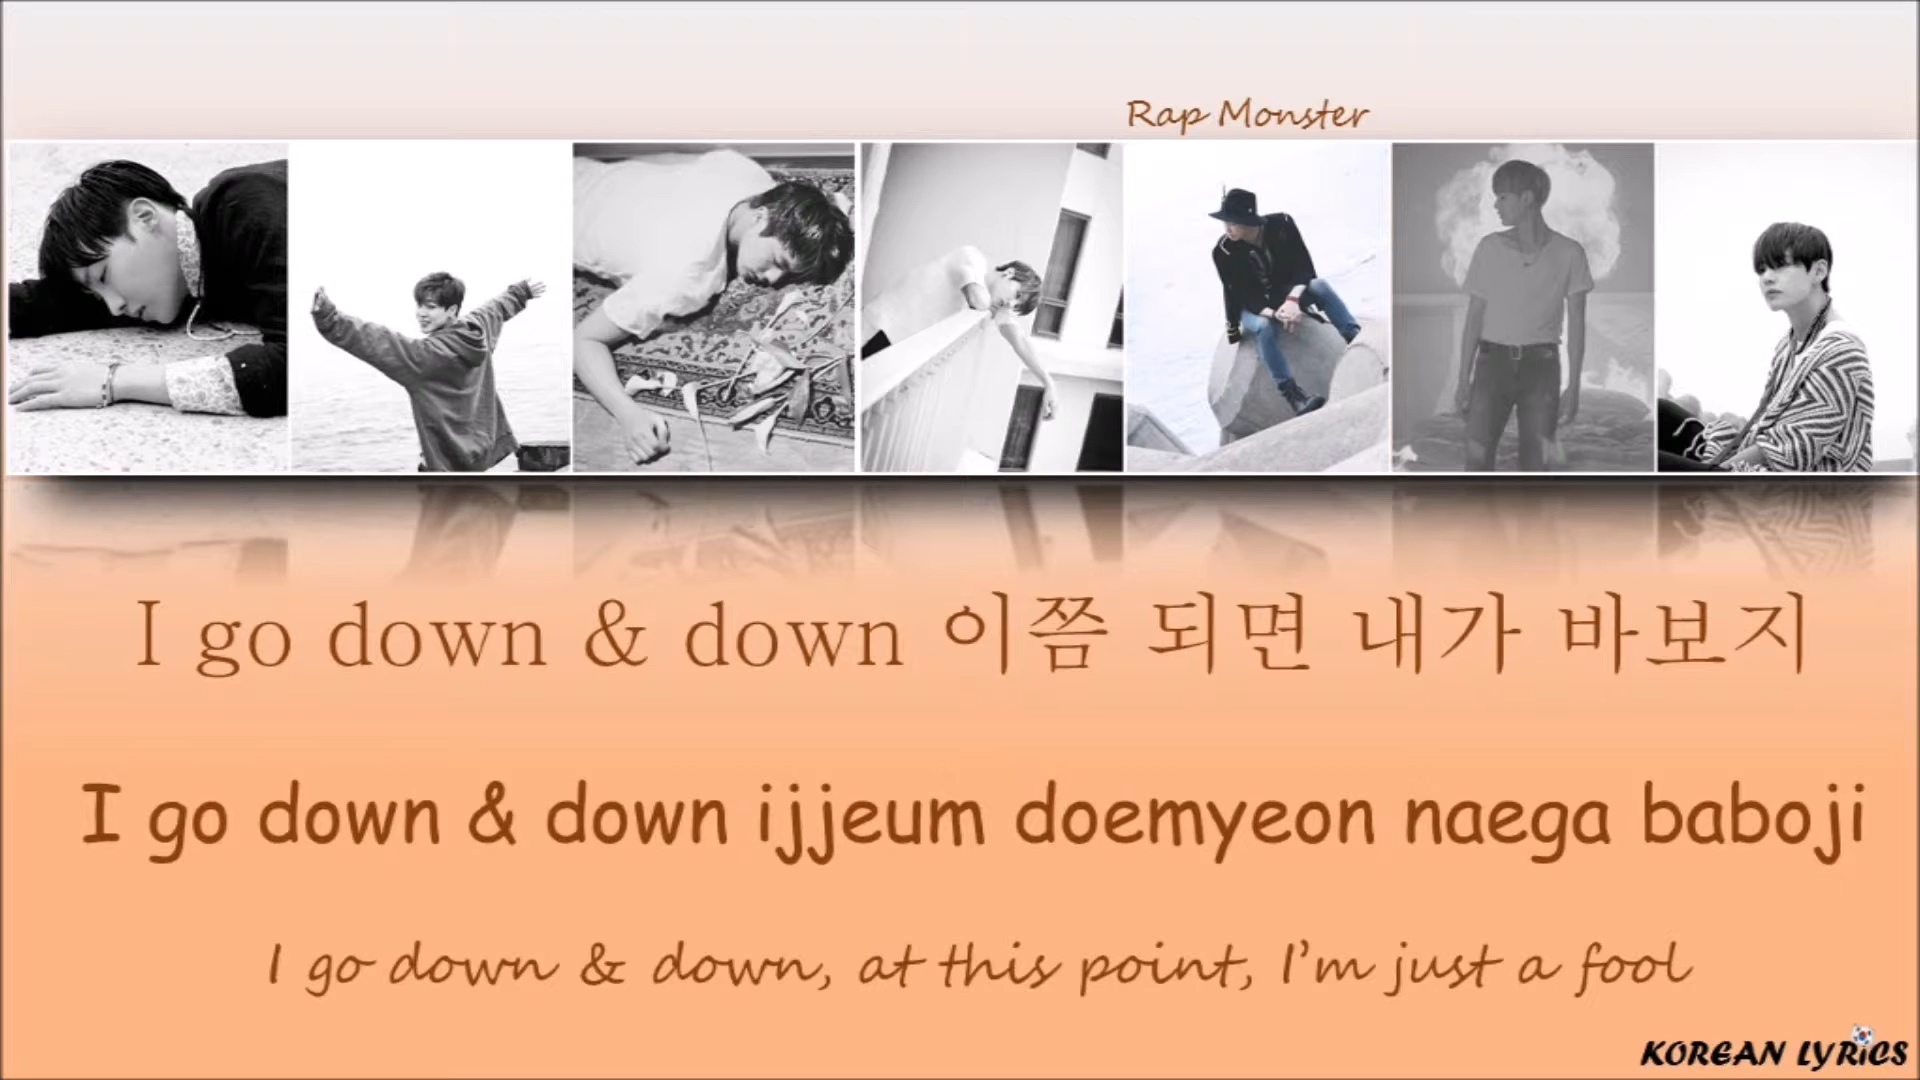 Rap Monster
I go down & down 이쯤 되면 내가 바보지
I go down & down ijjeum doemyeon naega baboji
I go down & down, at this point, I'm just a fool
KOREAN LYRICS